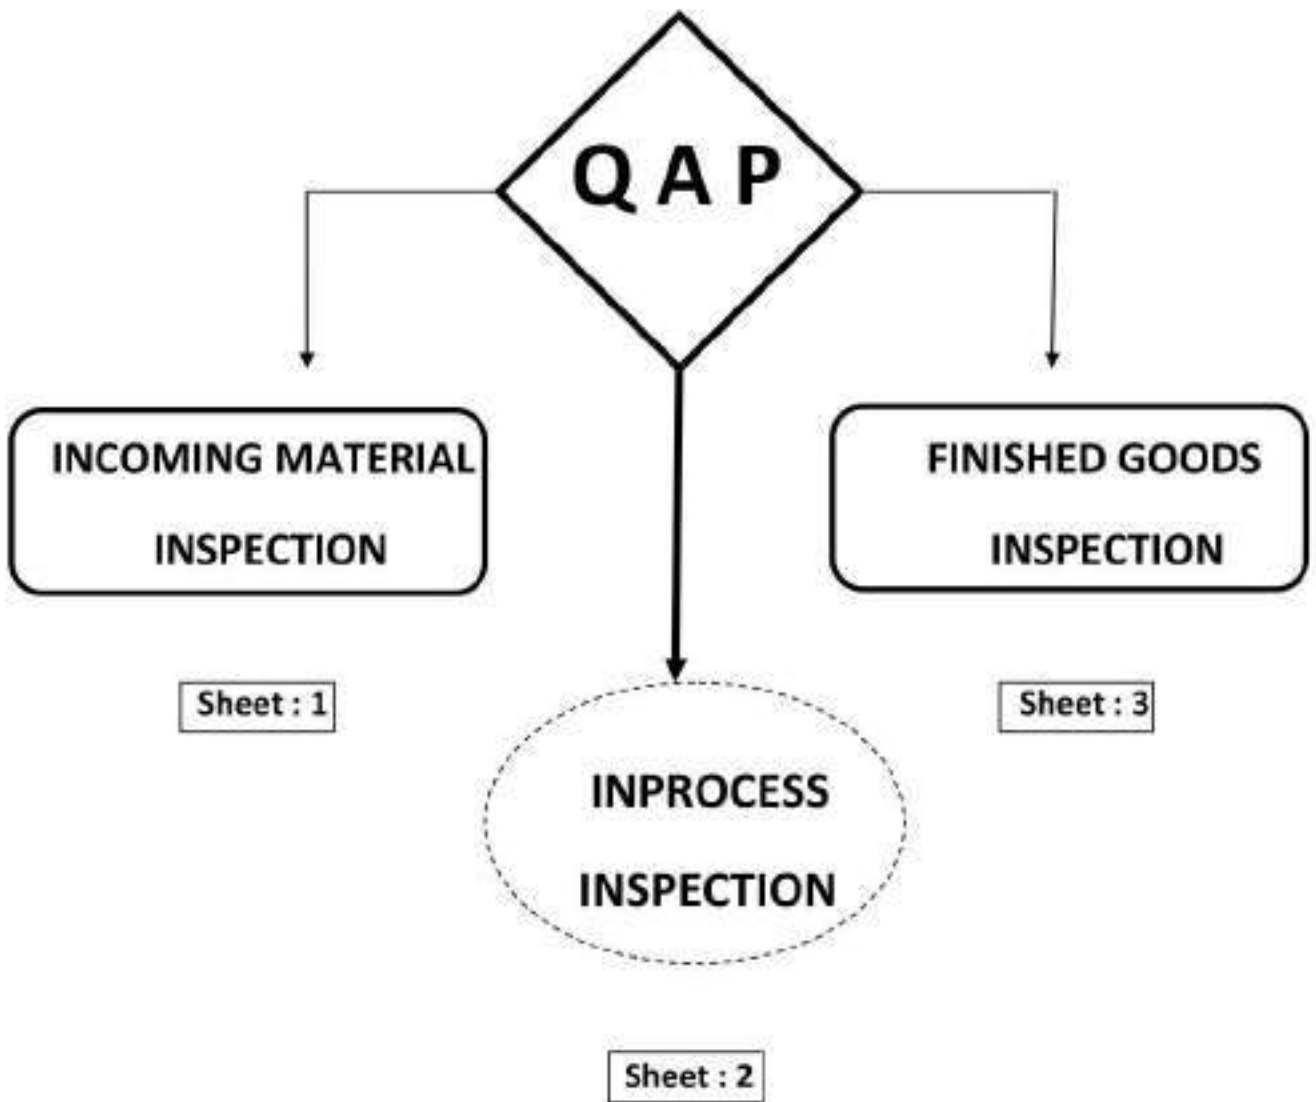 Q A P
INCOMING MATERIAL
INSPECTION
Sheet : 1
FINISHED GOODS
INSPECTION
Sheet : 3
INPROCESS
INSPECTION
Sheet : 2